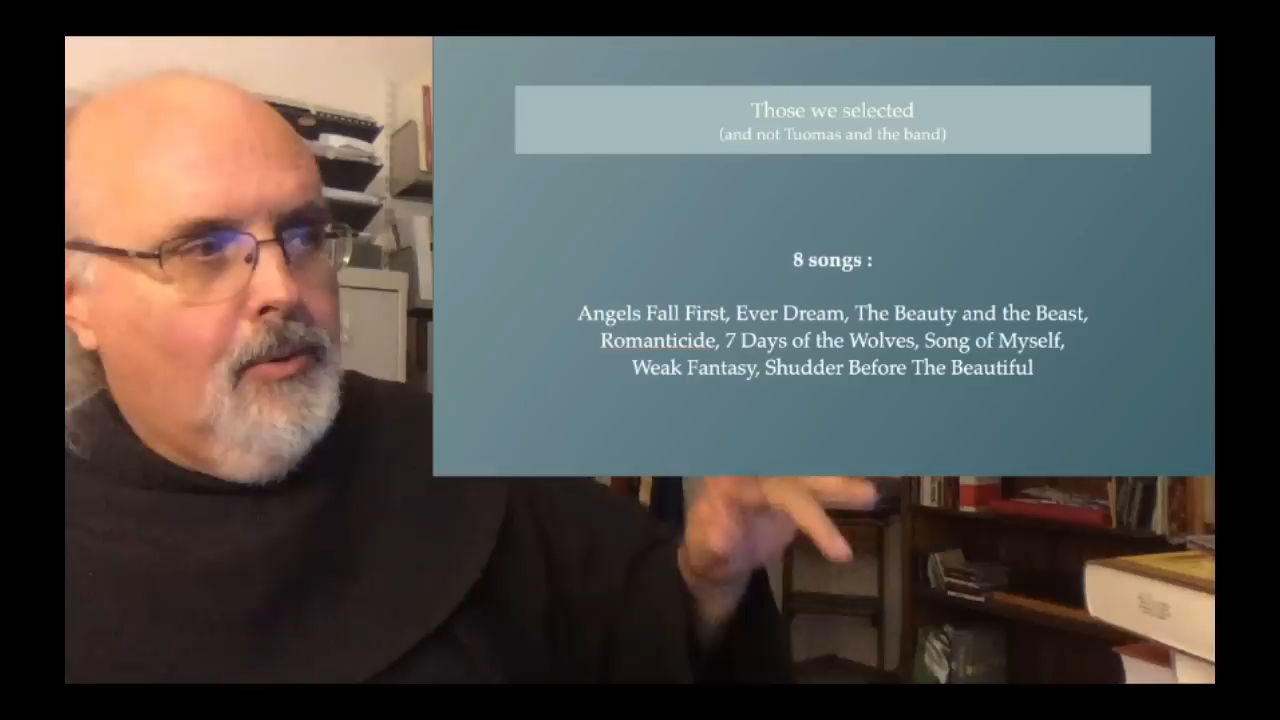 Those we selected
(and not Tuomas and the band)
8 songs :
Angels Fall First, Ever Dream, The Beauty and the Beast,
Romanticide, 7 Days of the Wolves, Song of Myself,
Weak Fantasy, Shudder Before The Beautiful